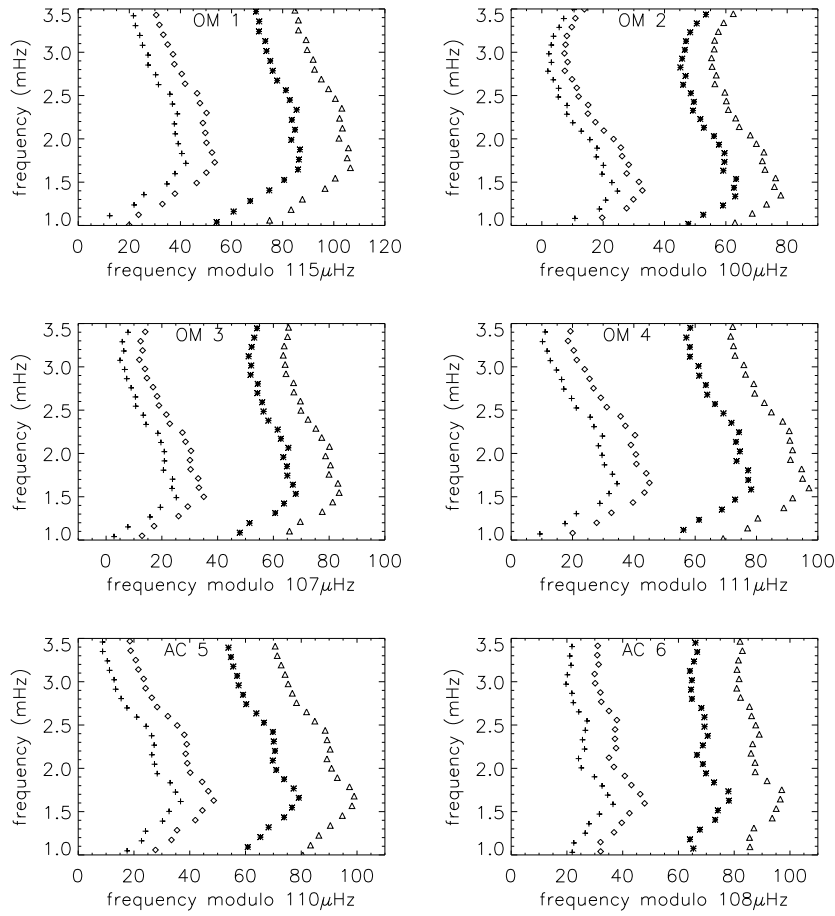 OM 1
3.5
3.0
2.5
2.0
1.5
1.0
frequency (mHz)
0 20 40 60 80 100 120
frequency modulo 115μHz
OM 2
3.5
3.0
2.5
2.0
1.5
1.0
frequency (mHz)
0 20 40 60 80
frequency modulo 100μHz
OM 3
3.5
3.0
2.5
2.0
1.5
1.0
frequency (mHz)
0 20 40 60 80 100
frequency modulo 107μHz
OM 4
3.5
3.0
2.5
2.0
1.5
1.0
frequency (mHz)
0 20 40 60 80 100
frequency modulo 111μHz
AC 5
3.5
3.0
2.5
2.0
1.5
1.0
frequency (mHz)
0 20 40 60 80 100
frequency modulo 110μHz
AC 6
3.5
3.0
2.5
2.0
1.5
1.0
frequency (mHz)
0 20 40 60 80 100
frequency modulo 108μHz